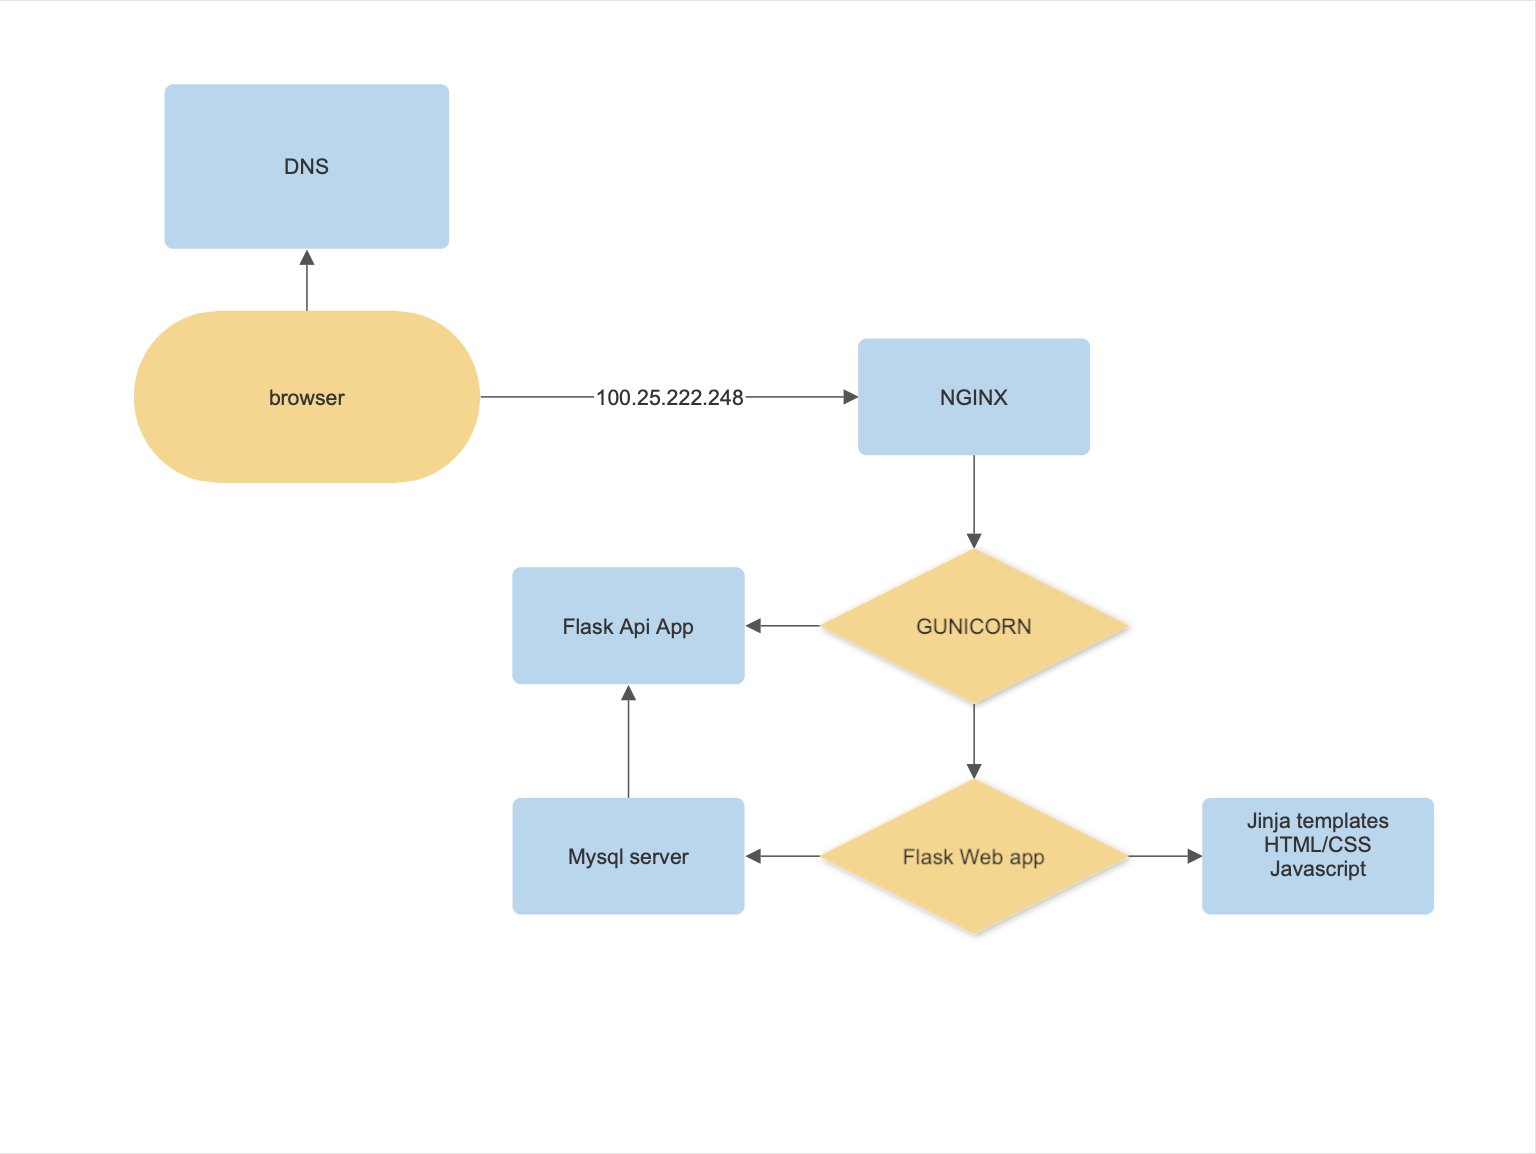 DNS
browser
100.25.222.248
NGINX
Flask Api App
GUNICORN
Mysql server
Flask Web app
Jinja templates
HTML/CSS
Javascript